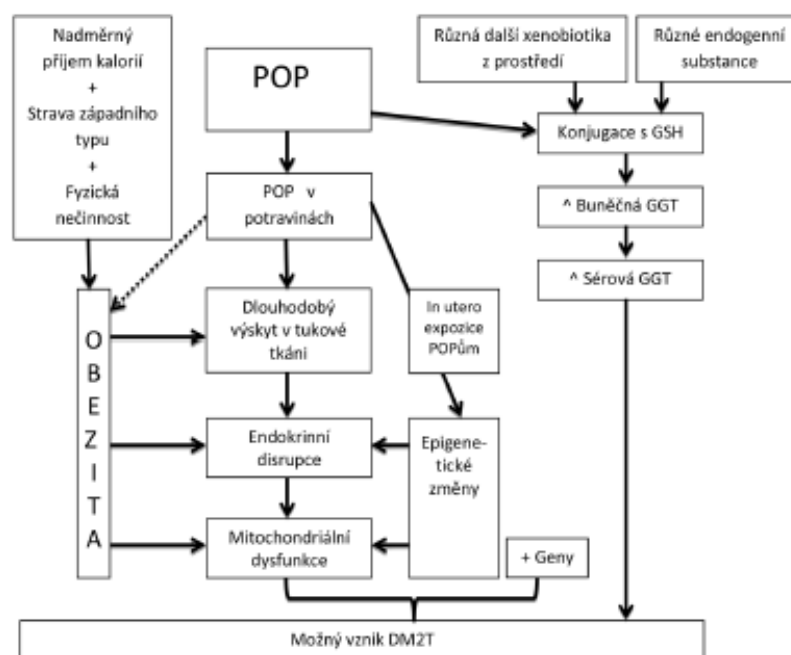 Nadměrný
příjem kalorií
+
Strava západního
typu
+
Fyzická
nečinnost
POP
Různá další xenobiotika
z prostředí
Různé endogenní
substance
Konjugace s GSH
POP v
potravinách
^ Buněčná GGT
^ Sérová GGT
OBEZITA
Dlouhodobý
výskyt v tukové
tkáni
In utero
expozice
POPům
Endokrinní
disrupce
Epigene-
tické
změny
Mitochondriální
dysfunkce
+ Geny
Možný vznik DM2T